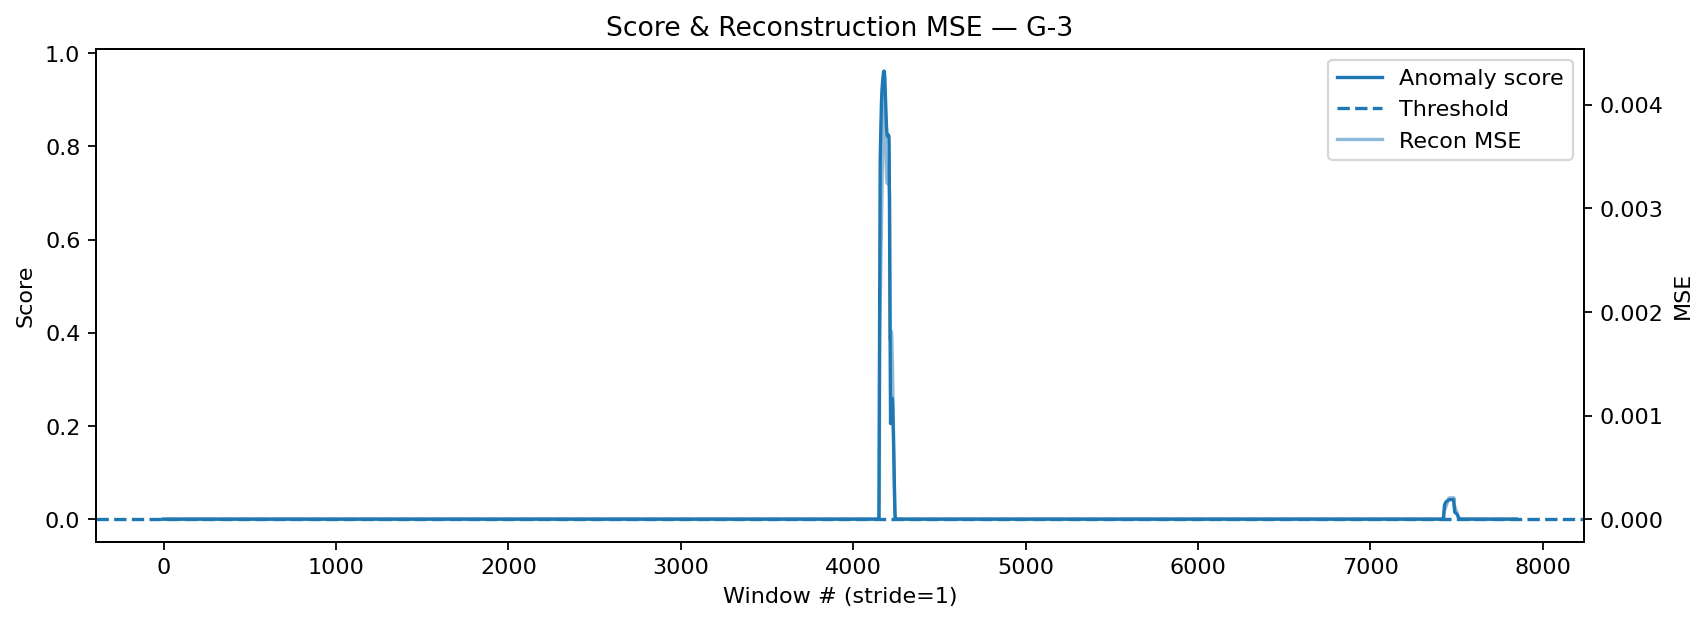 Score & Reconstruction MSE — G-3
1.0
0.8
0.6
0.4
0.2
0.0
Score
Anomaly score
Threshold
Recon MSE
0.004
0.003
0.002
0.001
0.000
MSE
0 1000 2000 3000 4000 5000 6000 7000 8000
Window # (stride=1)